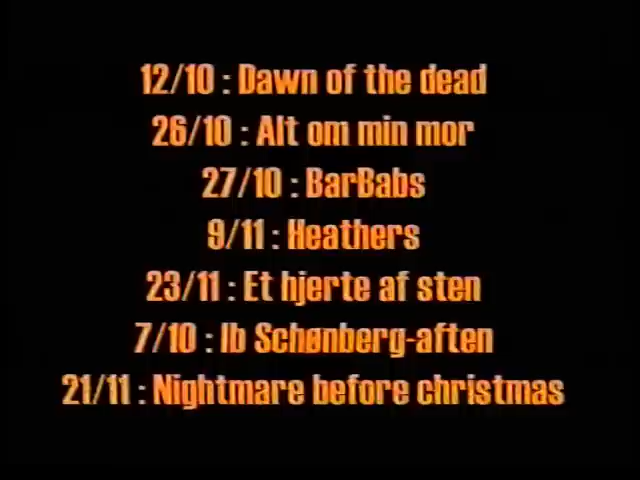 12/10 : Dawn of the dead
26/10 : Alt om min mor
27/10 : BarBabs
9/11 : Heathers
23/11 : Et hjerte af sten
7/10 : Ib Schønberg-aften
21/11 : Nightmare before christmas